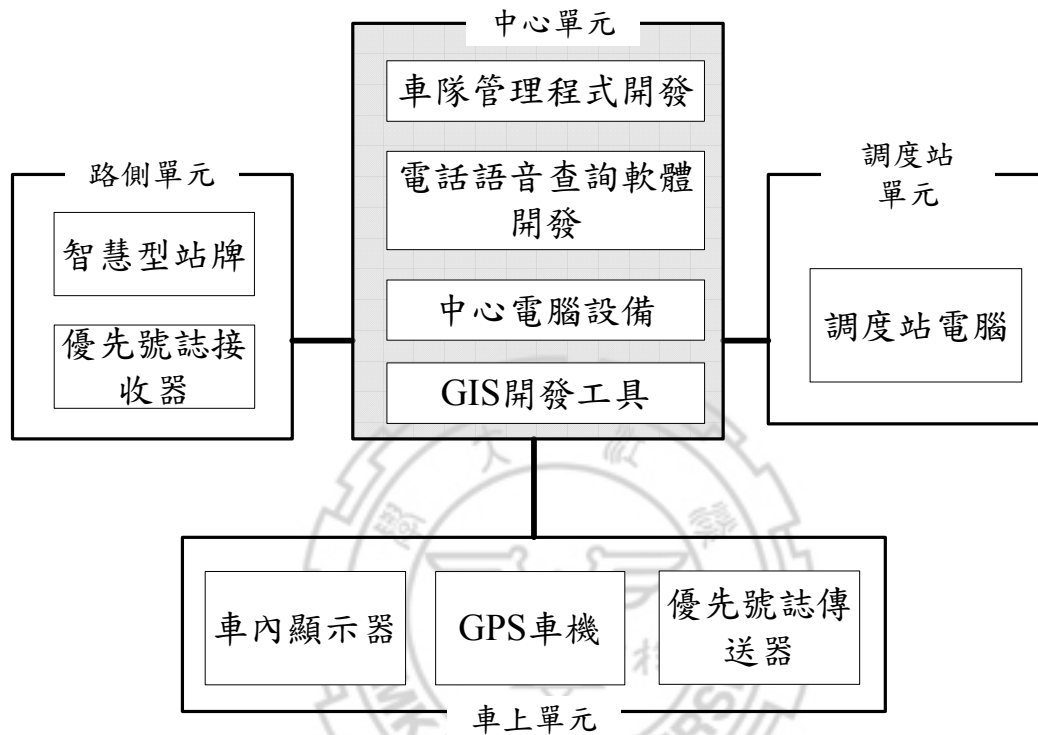 中心單元
車隊管理程式開發
電話語音查詢軟體
開發
中心電腦設備
GIS開發工具
路側單元
智慧型站牌
優先號誌接
收器
調度站
單元
調度站電腦
車內顯示器
GPS車機
優先號誌傳
送器
車上單元